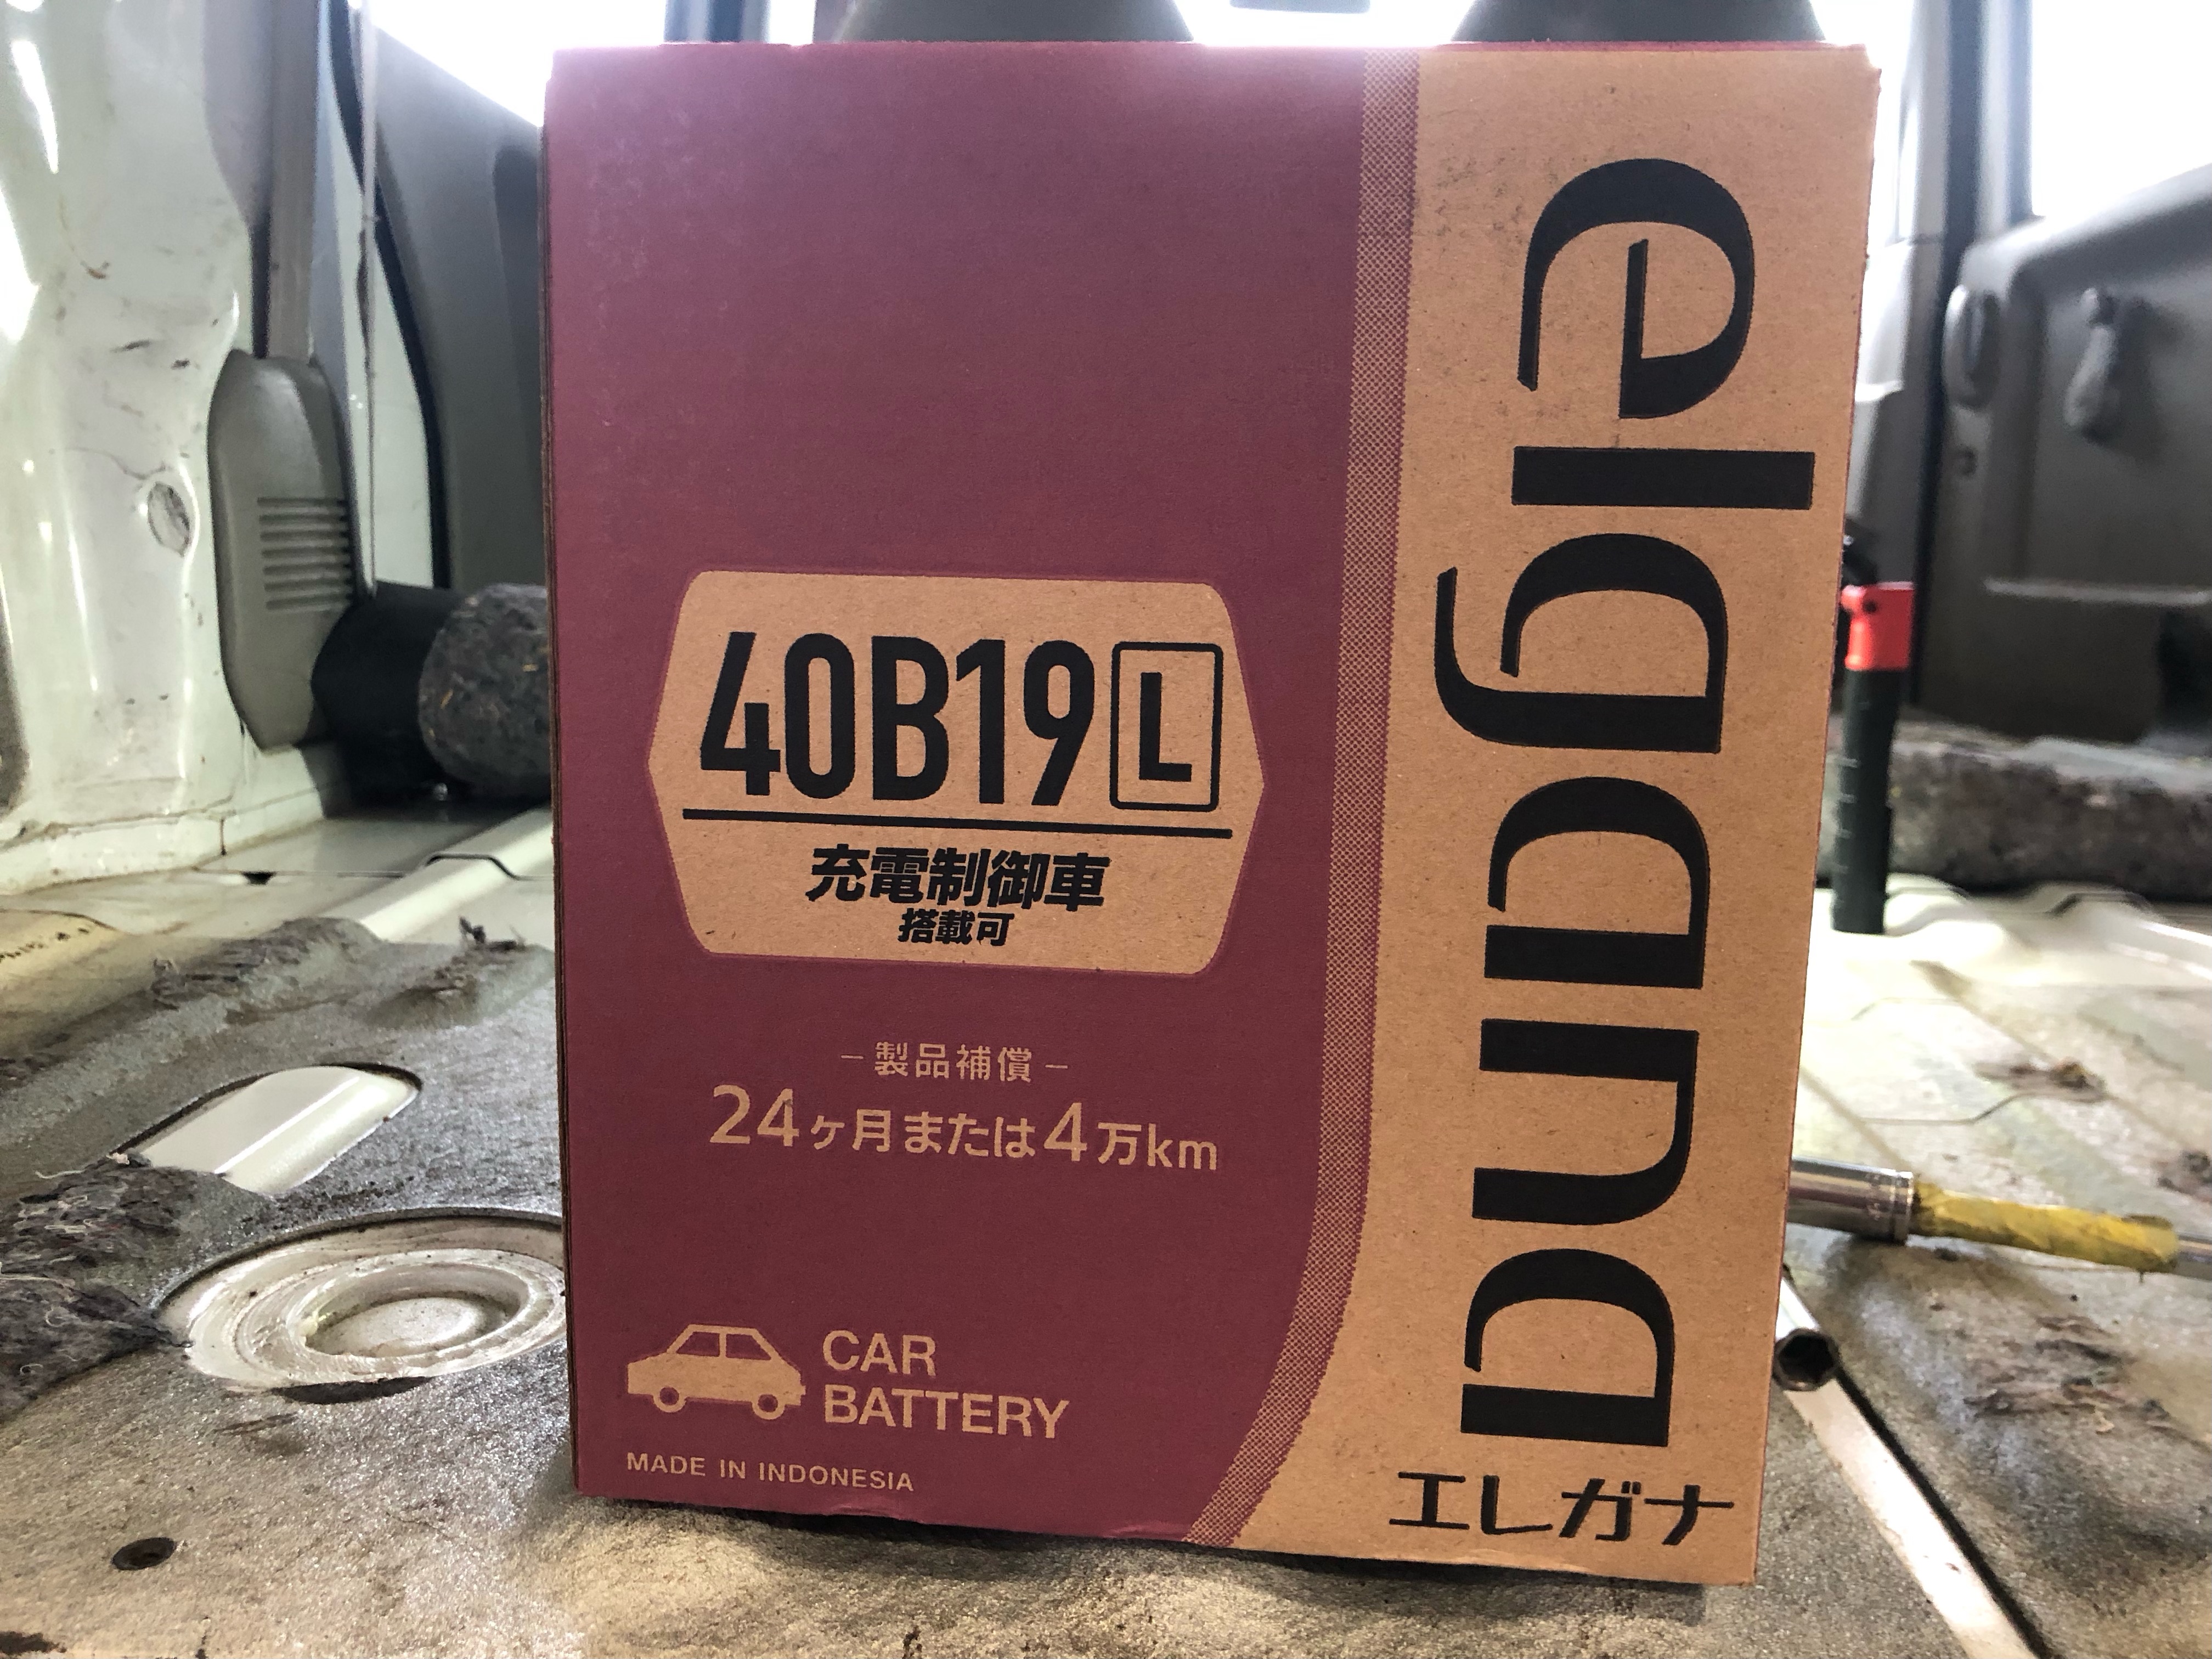 40B19L
充電制御車
搭載可
－製品補償－
24ヶ月または4万km
CAR
BATTERY
MADE IN INDONESIA
elgana
エレガナ